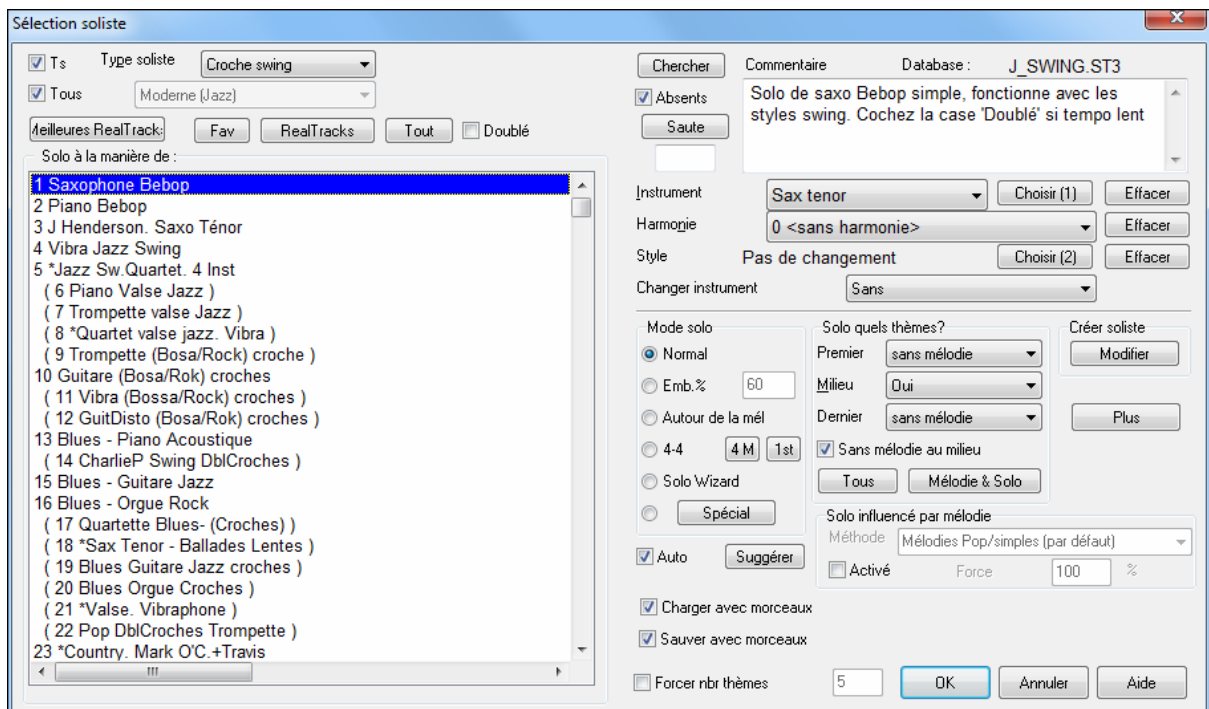 Sélection soliste
Ts Type soliste Croche swing
Tous Moderne (Jazz)
Meilleures RealTrack: Fav RealTracks Tout Doublé
Solo à la manière de :
1 Saxophone Bebop
2 Piano Bebop
3 J Henderson. Saxo Ténor
4 Vibra Jazz Swing
5 *Jazz Sw.Quartet. 4 Inst
( 6 Piano Valse Jazz )
( 7 Trompette valse Jazz )
( 8 *Quartet valse jazz. Vibra )
( 9 Trompette (Bosa/Rock) croche )
10 Guitare (Bosa/Rok) croches
( 11 Vibra (Bossa/Rock) croches )
( 12 GuitDisto (Bosa/Rok) croches )
13 Blues - Piano Acoustique
( 14 CharlieP Swing DblCroches )
15 Blues - Guitare Jazz
16 Blues - Orgue Rock
( 17 Quartette Blues- (Croches) )
( 18 *Sax Tenor - Ballades Lentes )
( 19 Blues Guitare Jazz croches )
( 20 Blues Orgue Croches )
( 21 *Valse. Vibraphone )
( 22 Pop DblCroches Trompette )
23 *Country. Mark O'C.+Travis
Chercher Commentaire Database : J_SWING.ST3
Absents
Saute
Solo de saxo Bebop simple, fonctionne avec les
styles swing. Cochez la case 'Doublé' si tempo lent
Instrument Sax tenor Choisir (1) Effacer
Harmonie 0 <sans harmonie> Effacer
Style Pas de changement Choisir (2) Effacer
Changer instrument Sans
Mode solo
Normal
Emb.% 60
Autour de la mél
4-4 4 M 1st
Solo Wizard
Spécial
Auto Suggérer
Solo quels thèmes?
Premier sans mélodie
Milieu Oui
Dernier sans mélodie
Sans mélodie au milieu
Tous Mélodie & Solo
Créer soliste
Modifier
Plus
Solo influencé par mélodie
Méthode Mélodies Pop/simples (par défaut)
Activé Force 100 %
Charger avec morceaux
Sauver avec morceaux
Forcer nbr thèmes 5 OK Annuler Aide